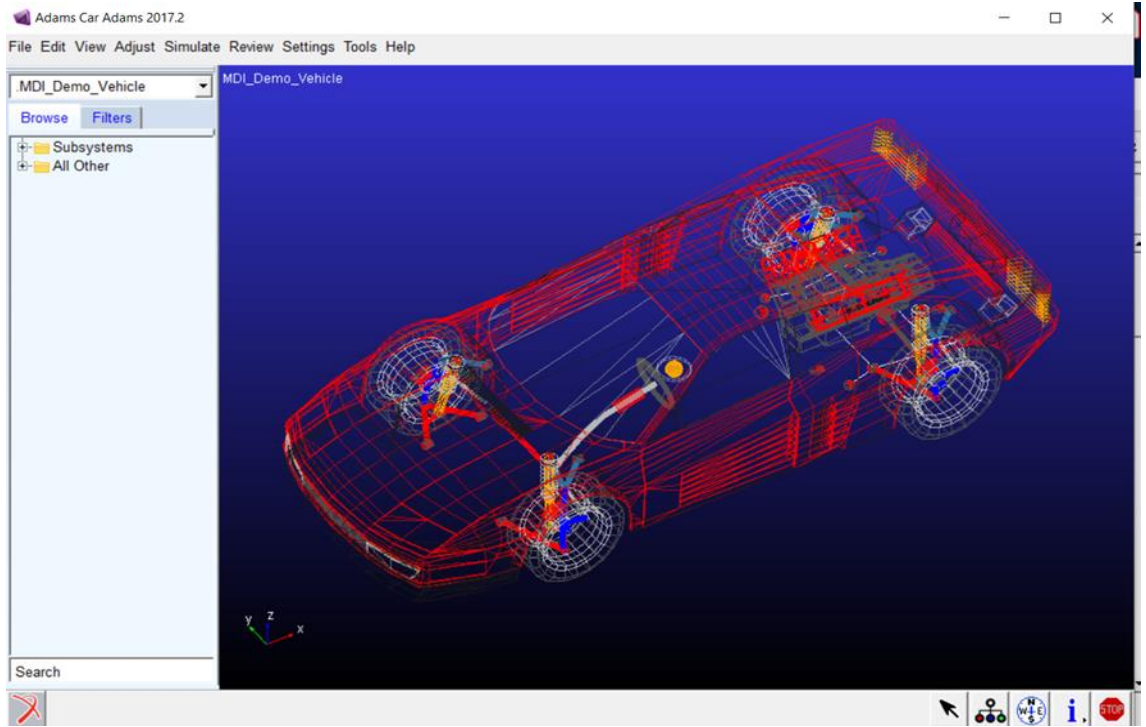 Adams Car Adams 2017.2
File Edit View Adjust Simulate Review Settings Tools Help
.MDI_Demo_Vehicle
MDI_Demo_Vehicle
Browse Filters
Subsystems
All Other
y z x
Search
W N E S
i
STOP